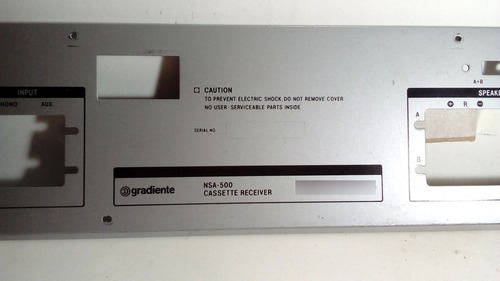 INPUT
PHONO AUX.
CAUTION
TO PREVENT ELECTRIC SHOCK, DO NOT REMOVE COVER
NO USER-SERVICEABLE PARTS INSIDE
SERIAL NO.
gradiente
NSA-500
CASSETTE RECEIVER
A+B
SPEAKE
+ R -
A
B